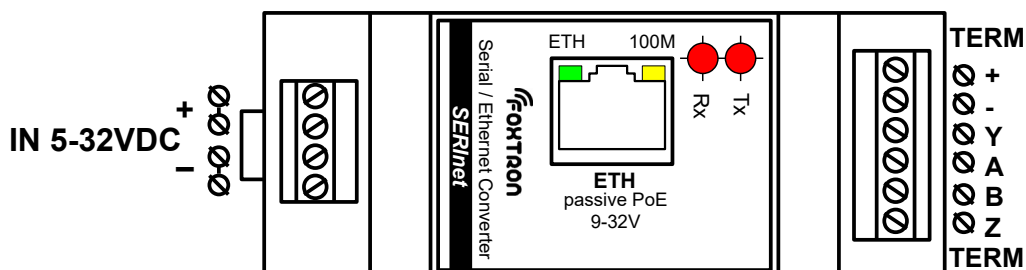 IN 5-32VDC
+
−
Serial / Ethernet Converter
SERInet
FOXTRON
ETH 100M
Rx Tx
ETH
passive PoE
9-32V
TERM
+
-
Y
A
B
Z
TERM